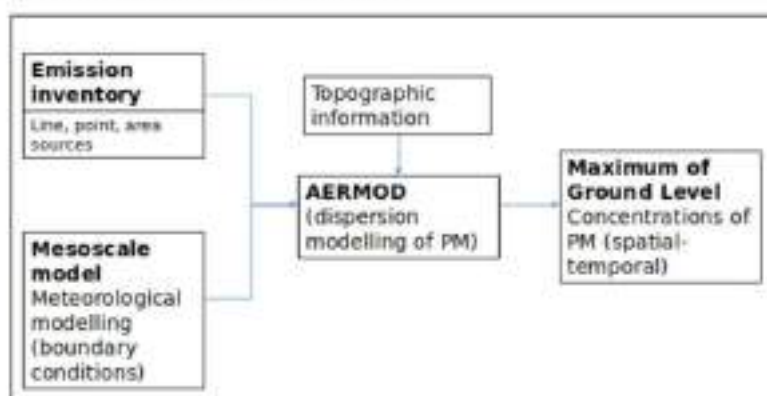 Emission
inventory
Line, point, area
sources
Topographic
information
Mesoscale
model
Meteorological
modelling
(boundary
conditions)
AERMOD
(dispersion
modelling of PM)
Maximum of
Ground Level
Concentrations of
PM (spatial-
temporal)